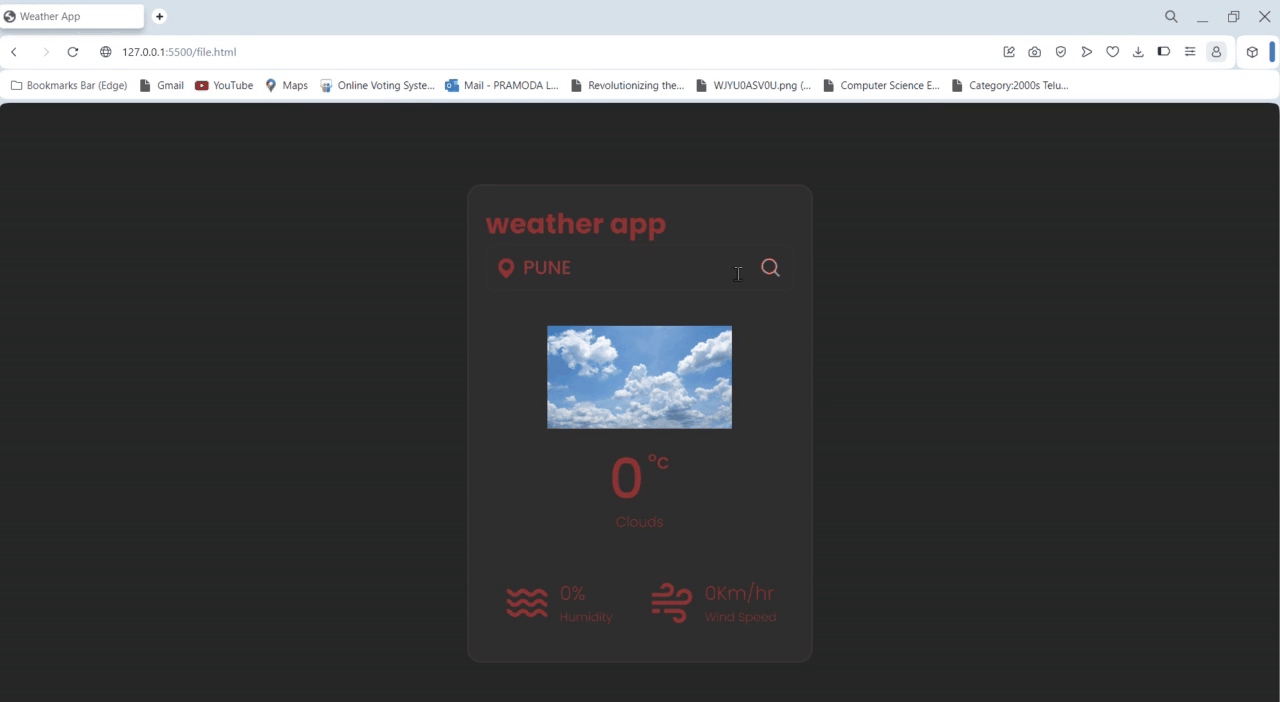 Weather App
127.0.0.1:5500/file.html
Bookmarks Bar (Edge) Gmail YouTube Maps Online Voting Syste... Mail - PRAMODA L... Revolutionizing the... WJYU0ASV0U.png (... Computer Science E... Category:2000s Telu...
weather app
PUNE
0 °c
Clouds
0% 0Km/hr
Humidity Wind Speed